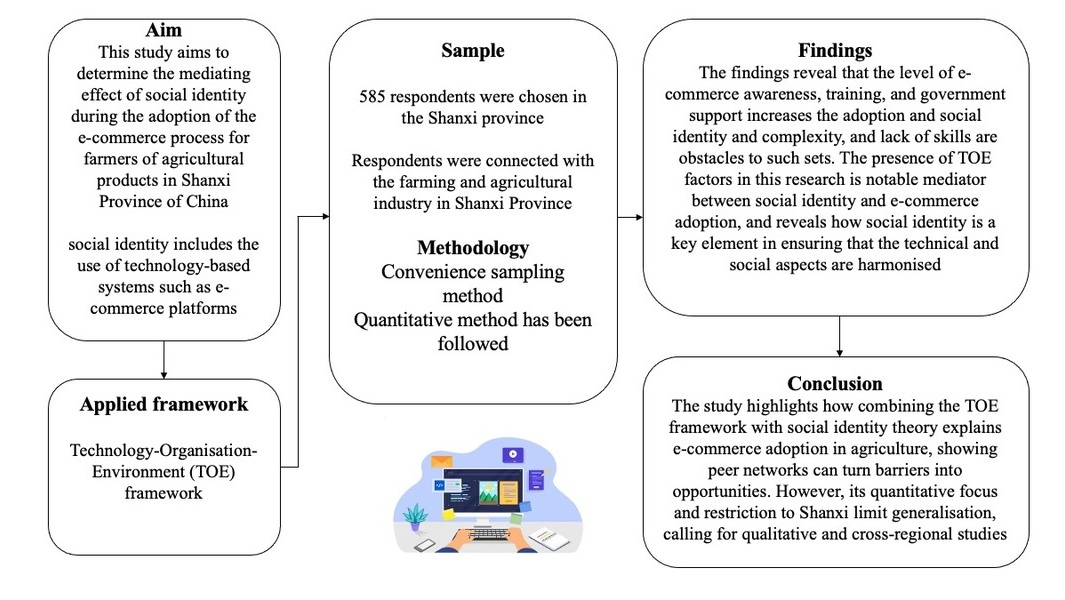 Aim
This study aims to
determine the mediating
effect of social identity
during the adoption of the
e-commerce process for
farmers of agricultural
products in Shanxi
Province of China
social identity includes the
use of technology-based
systems such as e-
commerce platforms
Applied framework
Technology-Organisation-
Environment (TOE)
framework
Sample
585 respondents were chosen in
the Shanxi province
Respondents were connected with
the farming and agricultural
industry in Shanxi Province
Methodology
Convenience sampling
method
Quantitative method has been
followed
Findings
The findings reveal that the level of e-
commerce awareness, training, and government
support increases the adoption and social
identity and complexity, and lack of skills are
obstacles to such sets. The presence of TOE
factors in this research is notable mediator
between social identity and e-commerce
adoption, and reveals how social identity is a
key element in ensuring that the technical and
social aspects are harmonised
Conclusion
The study highlights how combining the TOE
framework with social identity theory explains
e-commerce adoption in agriculture, showing
peer networks can turn barriers into
opportunities. However, its quantitative focus
and restriction to Shanxi limit generalisation,
calling for qualitative and cross-regional studies